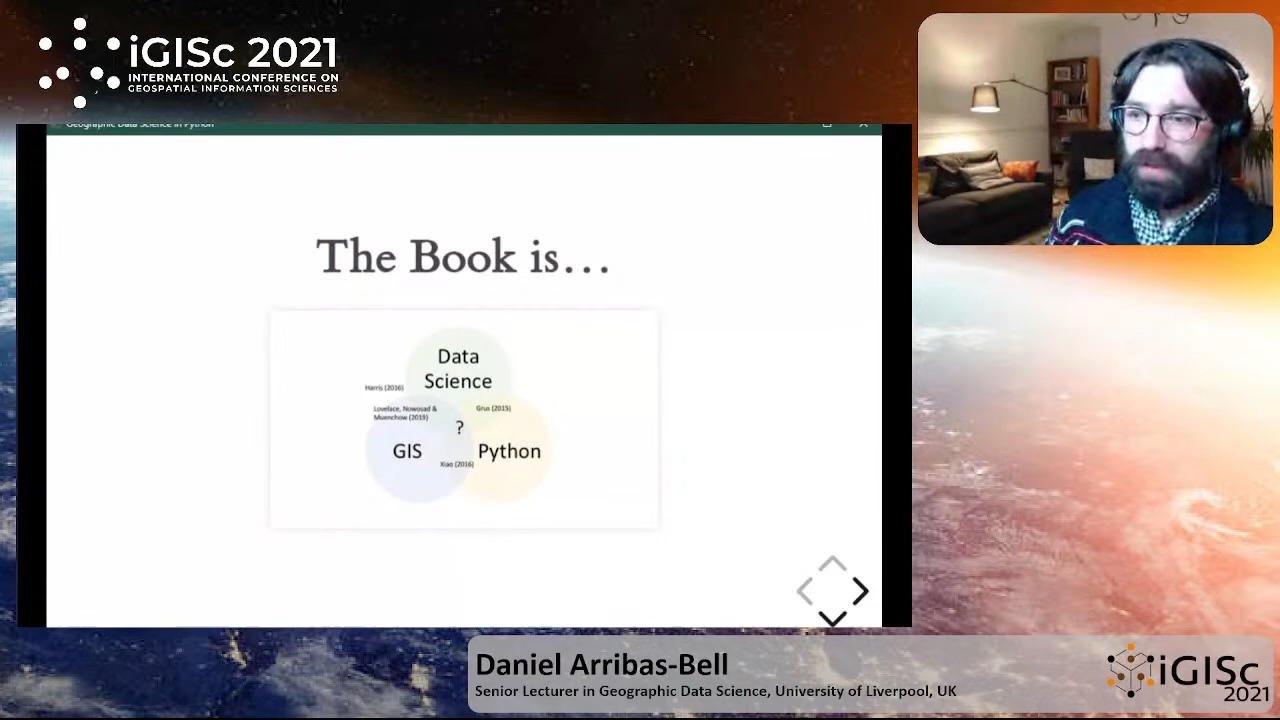 iGISc 2021
INTERNATIONAL CONFERENCE ON
GEOSPATIAL INFORMATION SCIENCES
Geographic Data Science in Python
The Book is...
Data
Science
Harris (2016)
Lovelace, Nowosad &
Muenchow (2019)
Grus (2015)
?
GIS
Python
Xiao (2016)
Daniel Arribas-Bell
Senior Lecturer in Geographic Data Science, University of Liverpool, UK
iGISc
2021